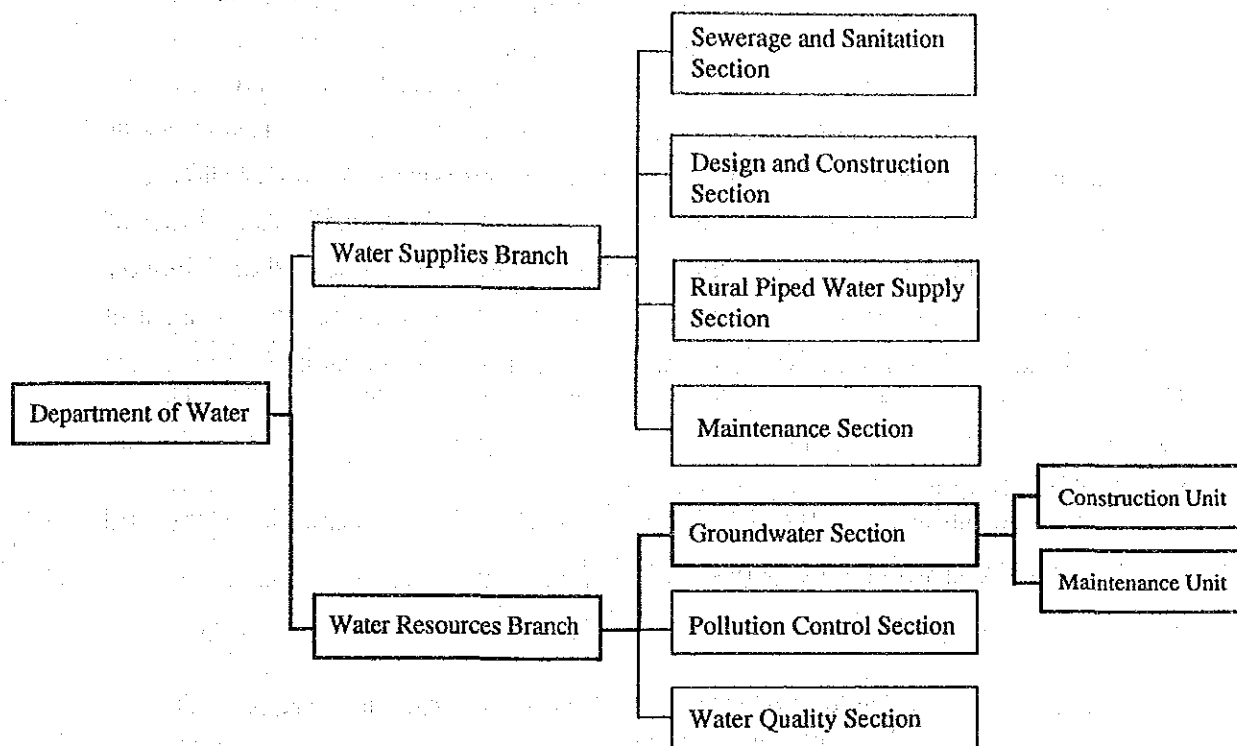 Sewerage and Sanitation
Section
Design and Construction
Section
Water Supplies Branch
Rural Piped Water Supply
Section
Department of Water
Maintenance Section
Construction Unit
Groundwater Section
Maintenance Unit
Water Resources Branch
Pollution Control Section
Water Quality Section